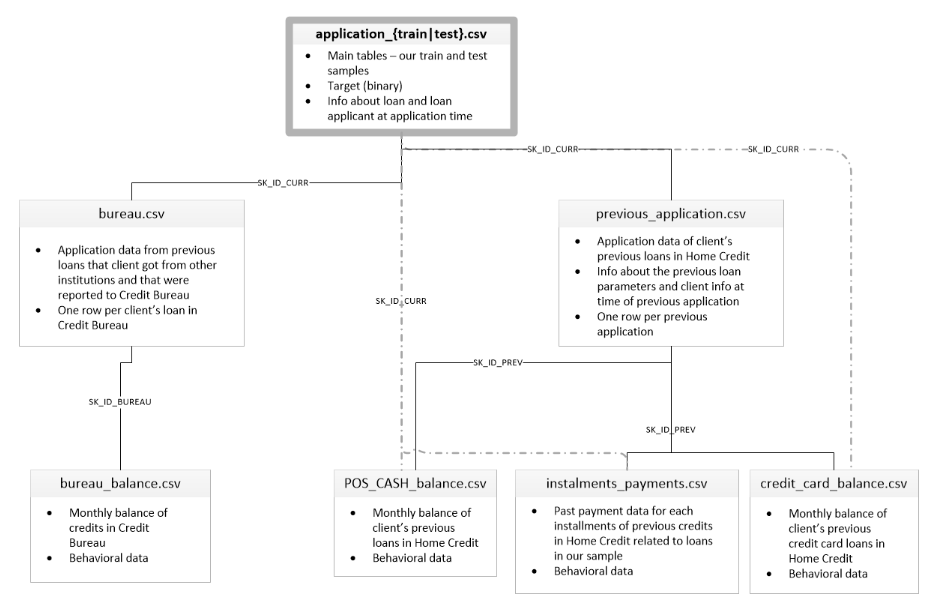 application_{train|test}.csv
• Main tables – our train and test
samples
• Target (binary)
• Info about loan and loan
applicant at application time
SK_ID_CURR
SK_ID_CURR
SK_ID_CURR
bureau.csv
• Application data from previous
loans that client got from other
institutions and that were
reported to Credit Bureau
• One row per client's loan in
Credit Bureau
previous_application.csv
• Application data of client's
previous loans in Home Credit
• Info about the previous loan
parameters and client info at
time of previous application
• One row per previous
application
SK_ID_CURR
SK_ID_PREV
SK_ID_BUREAU
SK_ID_PREV
bureau_balance.csv
• Monthly balance of
credits in Credit
Bureau
• Behavioral data
POS_CASH_balance.csv
• Monthly balance of
client's previous
loans in Home Credit
• Behavioral data
instalments_payments.csv
• Past payment data for each
installments of previous credits
in Home Credit related to loans
in our sample
• Behavioral data
credit_card_balance.csv
• Monthly balance of
client's previous
credit card loans in
Home Credit
• Behavioral data